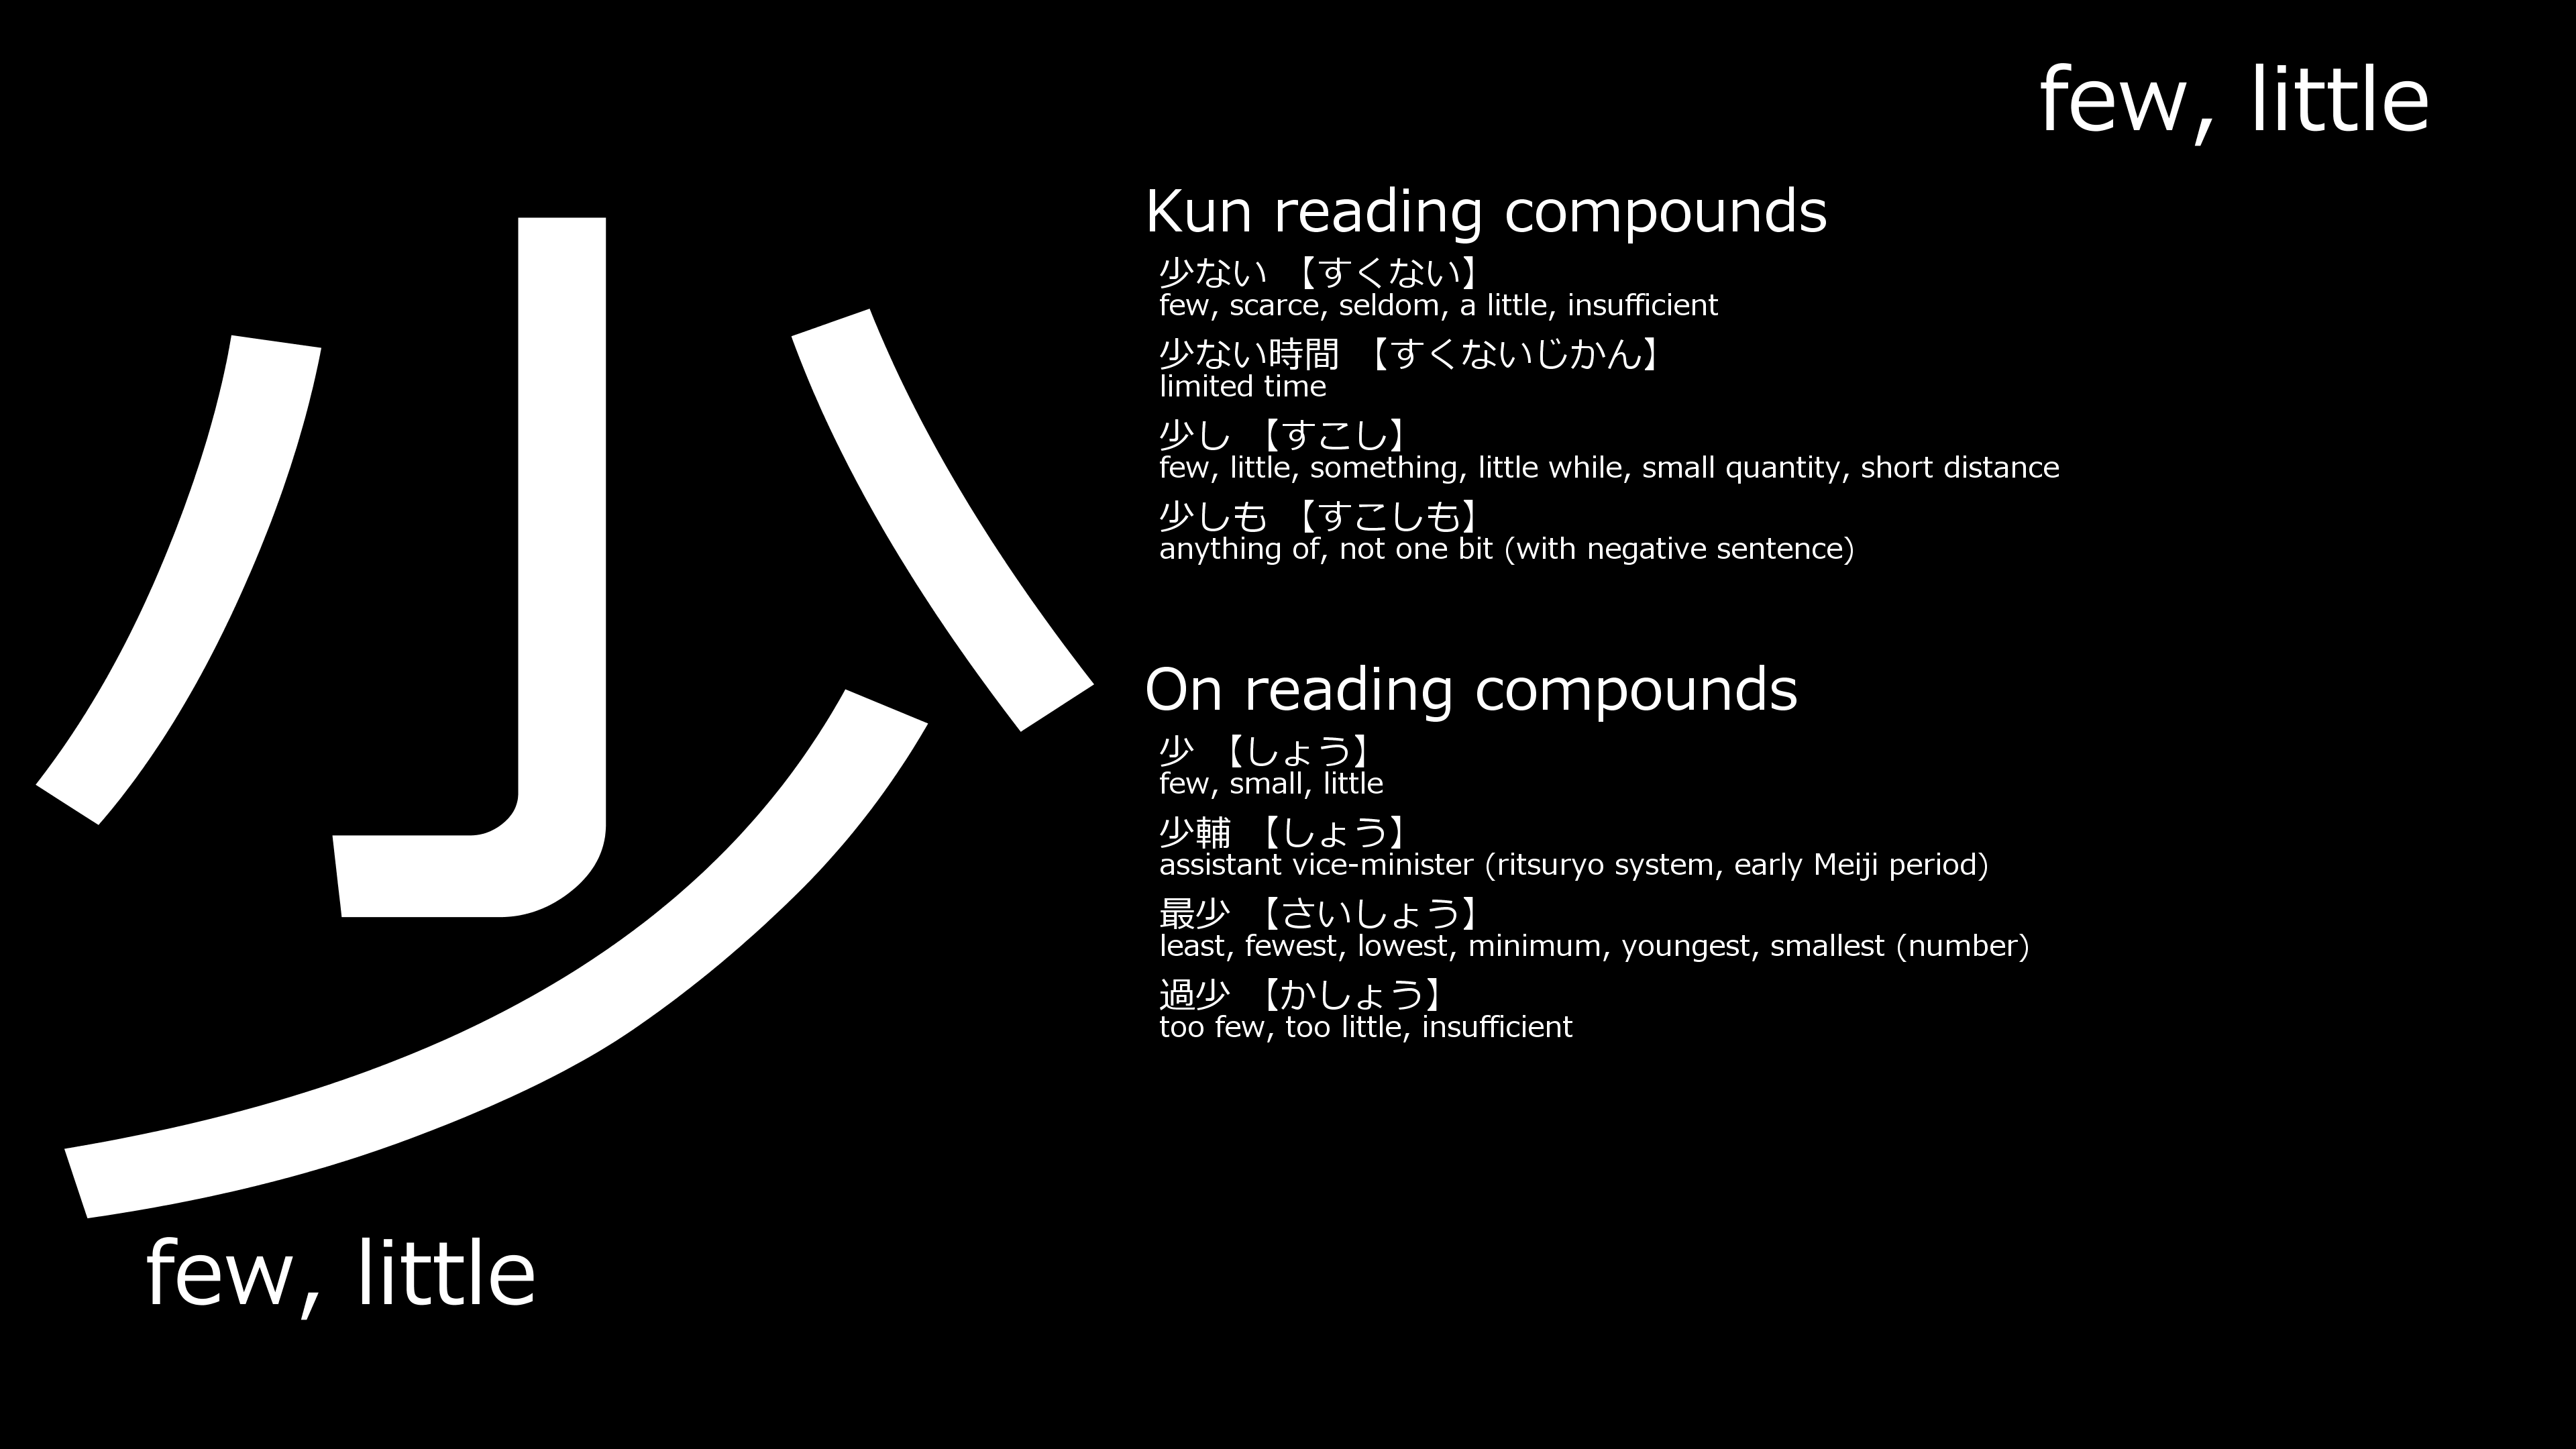 few, little
少
few, little
Kun reading compounds
少ない 【すくない】
few, scarce, seldom, a little, insufficient
少ない時間 【すくないじかん】
limited time
少し 【すこし】
few, little, something, little while, small quantity, short distance
少しも 【すこしも】
anything of, not one bit (with negative sentence)
On reading compounds
少 【しょう】
few, small, little
少輔 【しょう】
assistant vice-minister (ritsuryo system, early Meiji period)
最少 【さいしょう】
least, fewest, lowest, minimum, youngest, smallest (number)
過少 【かしょう】
too few, too little, insufficient